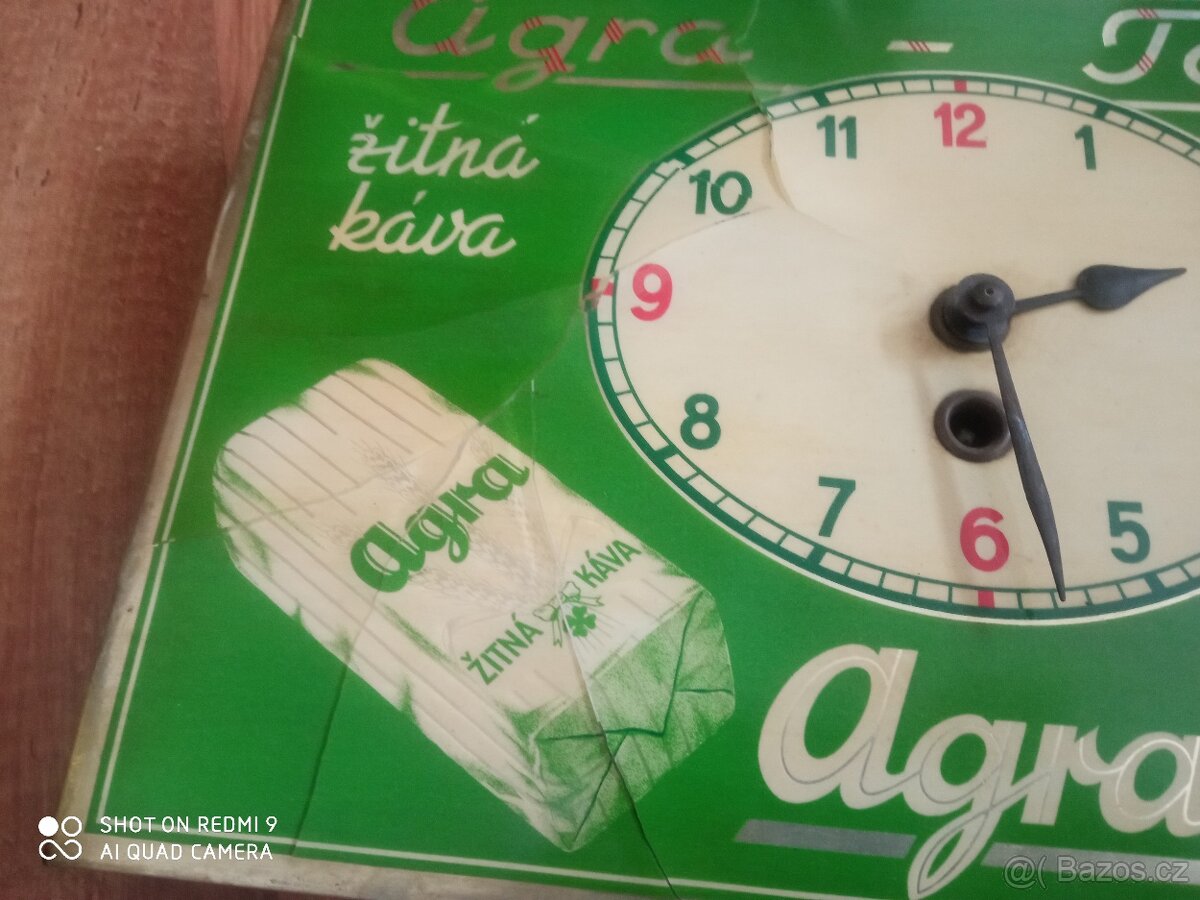 agra –
žitná
káva
11
12
1
10
9
8
7
6
5
agra
ŽITNÁ KÁVA
agra
SHOT ON REDMI 9
AI QUAD CAMERA
@( Bazos.cz